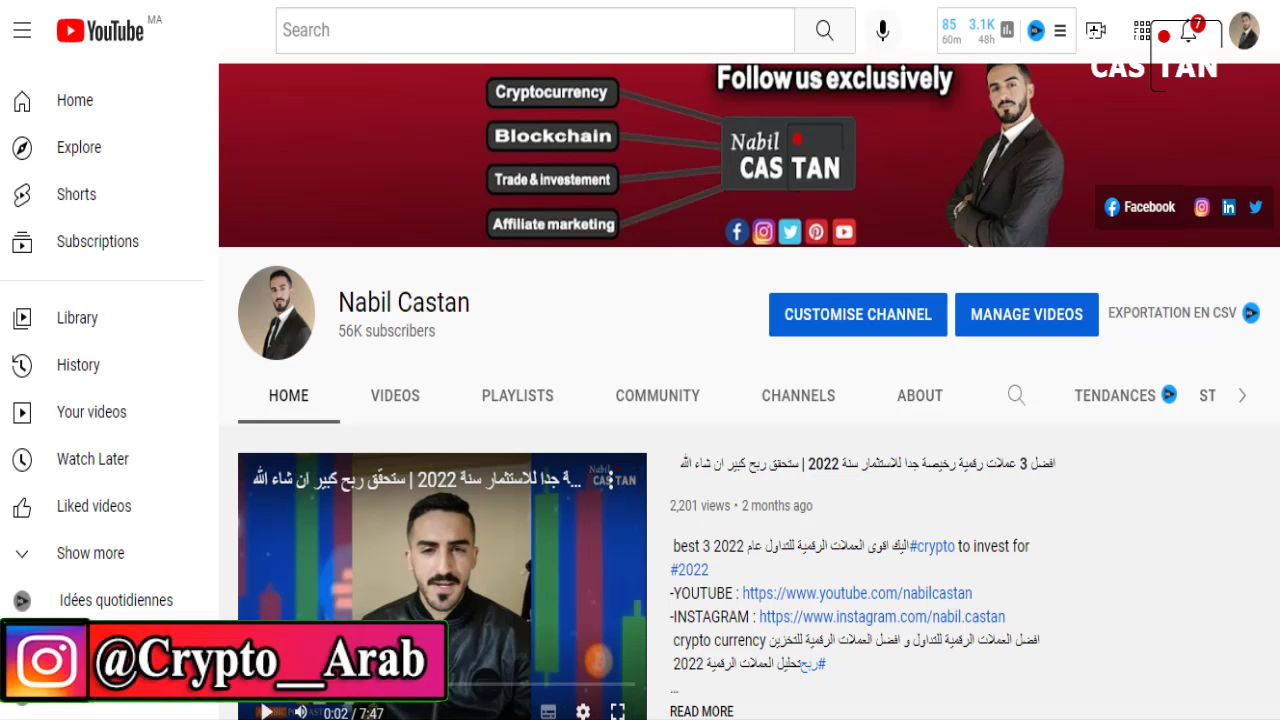 YouTube MA
Search
85 3.1K
60m 48h
7
CAS TAN
Home
Explore
Shorts
Subscriptions
Library
History
Your videos
Watch Later
Liked videos
Show more
Idées quotidiennes
Follow us exclusively
Cryptocurrency
Blockchain
Trade & investement
Affiliate marketing
Nabil
CAS TAN
Facebook
Nabil Castan
56K subscribers
CUSTOMISE CHANNEL
MANAGE VIDEOS
EXPORTATION EN CSV
HOME VIDEOS PLAYLISTS COMMUNITY CHANNELS ABOUT TENDANCES ST
ة جدا للاستثمار سنة 2022 | ستحقّق ربح كبير ان شاء الله...
Nabil
CAS TAN
0:02 / 7:47
افضل 3 عملات رقمية رخيصة جدا للاستثمار سنة 2022 | ستحقق ربح كبير ان شاء الله
2,201 views • 2 months ago
best 3 2022 اليك اقوى العملات الرقمية للتداول عام#crypto to invest for
#2022
-YOUTUBE : https://www.youtube.com/nabilcastan
-INSTAGRAM : https://www.instagram.com/nabil.castan
crypto currency افضل العملات الرقمية للتداول و افضل العملات الرقمية للتخزين
2022 تحليل العملات الرقمية#ربح
...
READ MORE
@Crypto__Arab